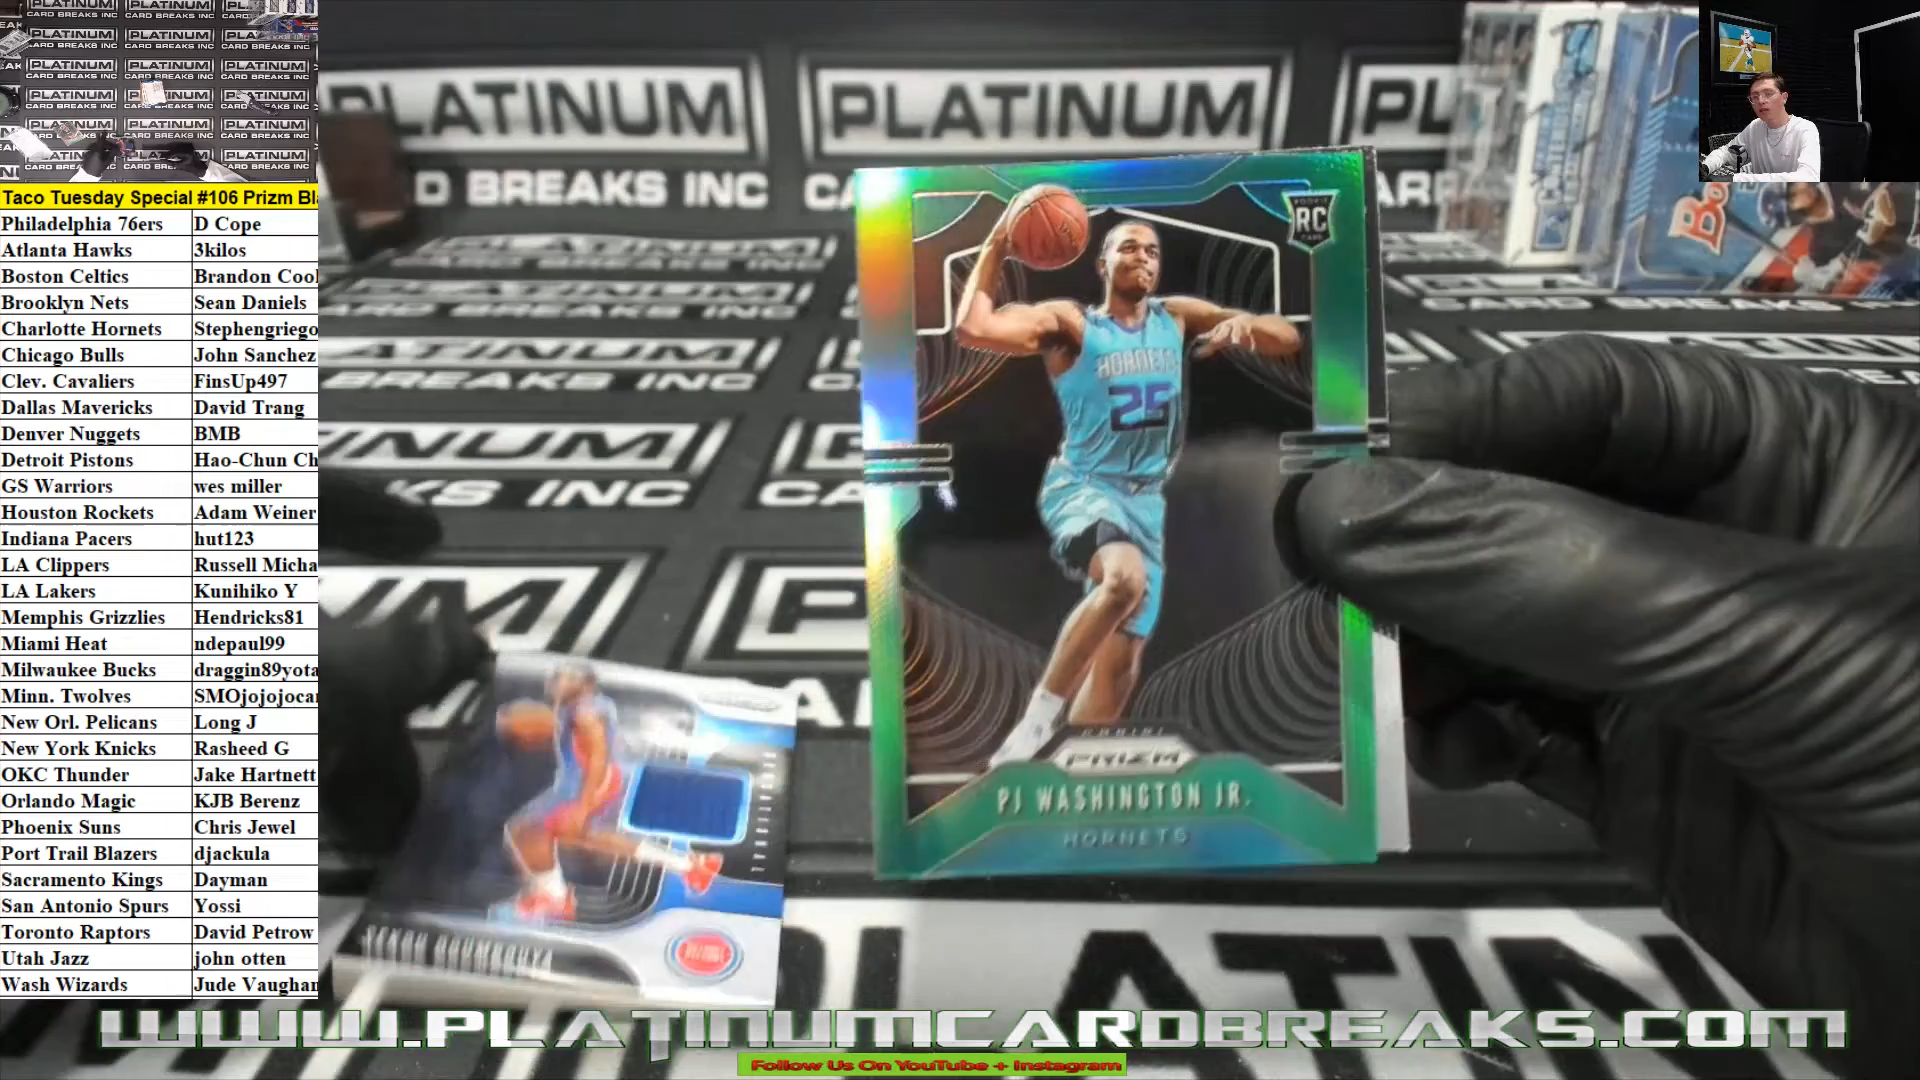 Taco Tuesday Special #106 Prizm Bl
Philadelphia 76ers D Cope
Atlanta Hawks 3kilos
Boston Celtics Brandon Cool
Brooklyn Nets Sean Daniels
Charlotte Hornets Stephengriego
Chicago Bulls John Sanchez
Clev. Cavaliers FinsUp497
Dallas Mavericks David Trang
Denver Nuggets BMB
Detroit Pistons Hao-Chun Ch
GS Warriors wes miller
Houston Rockets Adam Weiner
Indiana Pacers hut123
LA Clippers Russell Micha
LA Lakers Kunihiko Y
Memphis Grizzlies Hendricks81
Miami Heat ndepaul99
Milwaukee Bucks draggin89yota
Minn. Twolves SMOjojojocar
New Orl. Pelicans Long J
New York Knicks Rasheed G
OKC Thunder Jake Hartnett
Orlando Magic KJB Berenz
Phoenix Suns Chris Jewel
Port Trail Blazers djackula
Sacramento Kings Dayman
San Antonio Spurs Yossi
Toronto Raptors David Petrow
Utah Jazz john otten
Wash Wizards Jude Vaughan
PLATINUM
CARD BREAKS INC
ROOKIE
RC
CARD
HORNETS
25
PANINI
PRIZM
PJ WASHINGTON JR.
HORNETS
SEKOU DOUMBOUYA
WWW.PLATINUMCARDBREAKS.COM
Follow Us On YouTube + Instagram